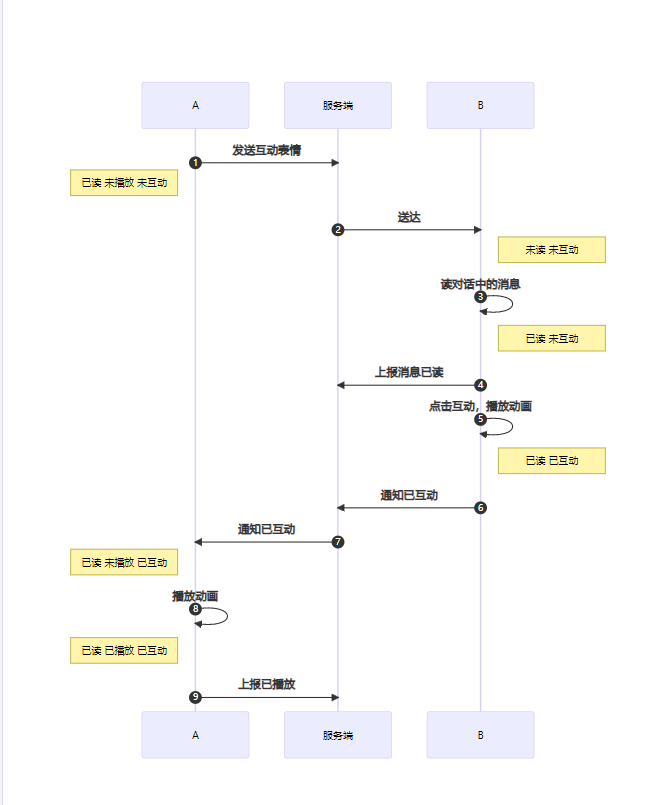 A
服务端
B
发送互动表情
1
已读 未播放 未互动
送达
2
未读 未互动
读对话中的消息
3
已读 未互动
上报消息已读
4
点击互动，播放动画
5
已读 已互动
通知已互动
6
通知已互动
7
已读 未播放 已互动
播放动画
8
已读 已播放 已互动
上报已播放
9
A
服务端
B